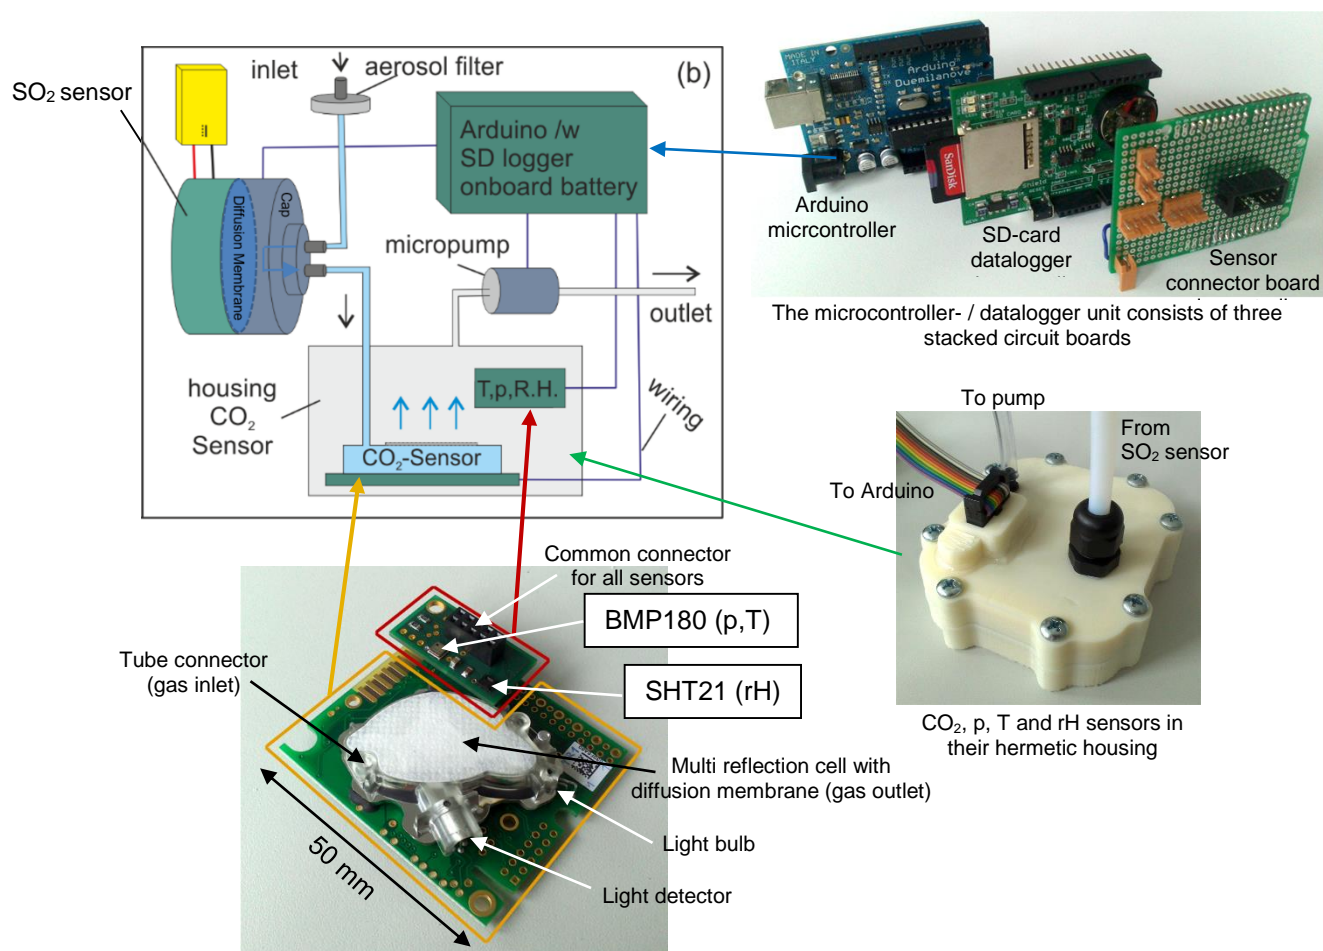 SO2 sensor
inlet
aerosol filter
(b)
Arduino /w
SD logger
onboard battery
Diffusion Membrane
Cap
micropump
outlet
housing
CO2
Sensor
T,p,R.H.
wiring
CO2-Sensor
MADE IN
ITALY
Arduino
Duemilanove
SanDisk
Arduino
micrcontroller
SD-card
datalogger
Sensor
connector board
The microcontroller- / datalogger unit consists of three
stacked circuit boards
To pump
From
SO2 sensor
To Arduino
CO2, p, T and rH sensors in
their hermetic housing
Common connector
for all sensors
BMP180 (p,T)
SHT21 (rH)
Tube connector
(gas inlet)
Multi reflection cell with
diffusion membrane (gas outlet)
Light bulb
Light detector
50 mm